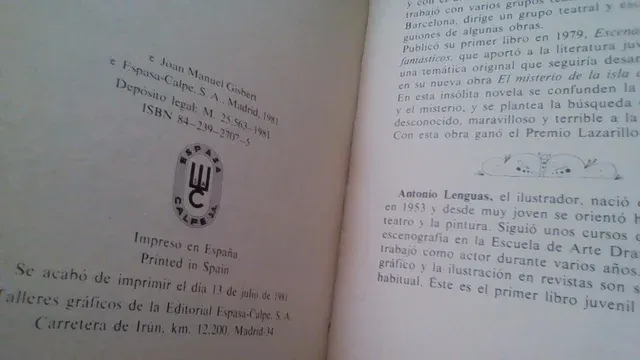 © Joan Manuel Gisbert
© Espasa-Calpe, S. A., Madrid, 1981
Depósito legal: M. 25.563-1981
ISBN 84-239-2707-5
ESPASA
CALPE S.A.
Impreso en España
Printed in Spain
Se acabó de imprimir el día 13 de julio de 1981
Talleres gráficos de la Editorial Espasa-Calpe, S. A.
Carretera de Irún, km. 12,200. Madrid-34
y con el
trabajó con varios grupos
Barcelona, dirige un grupo teatral y
guiones de algunas obras.
Publicó su primer libro en 1979,
fantásticos, que aportó a la literatura
una temática original que seguiría
en su nueva obra El misterio de la isla
En esta insólita novela se confunden la
y el misterio, y se plantea la búsqueda
desconocido, maravilloso y terrible a la
Con esta obra ganó el Premio Lazarillo
Antonio Lenguas, el ilustrador, nació
en 1953 y desde muy joven se orientó
teatro y la pintura. Siguió unos cursos
escenografía en la Escuela de Arte
trabajó como actor durante varios años.
gráfico y la ilustración en revistas son
habitual. Este es el primer libro juvenil